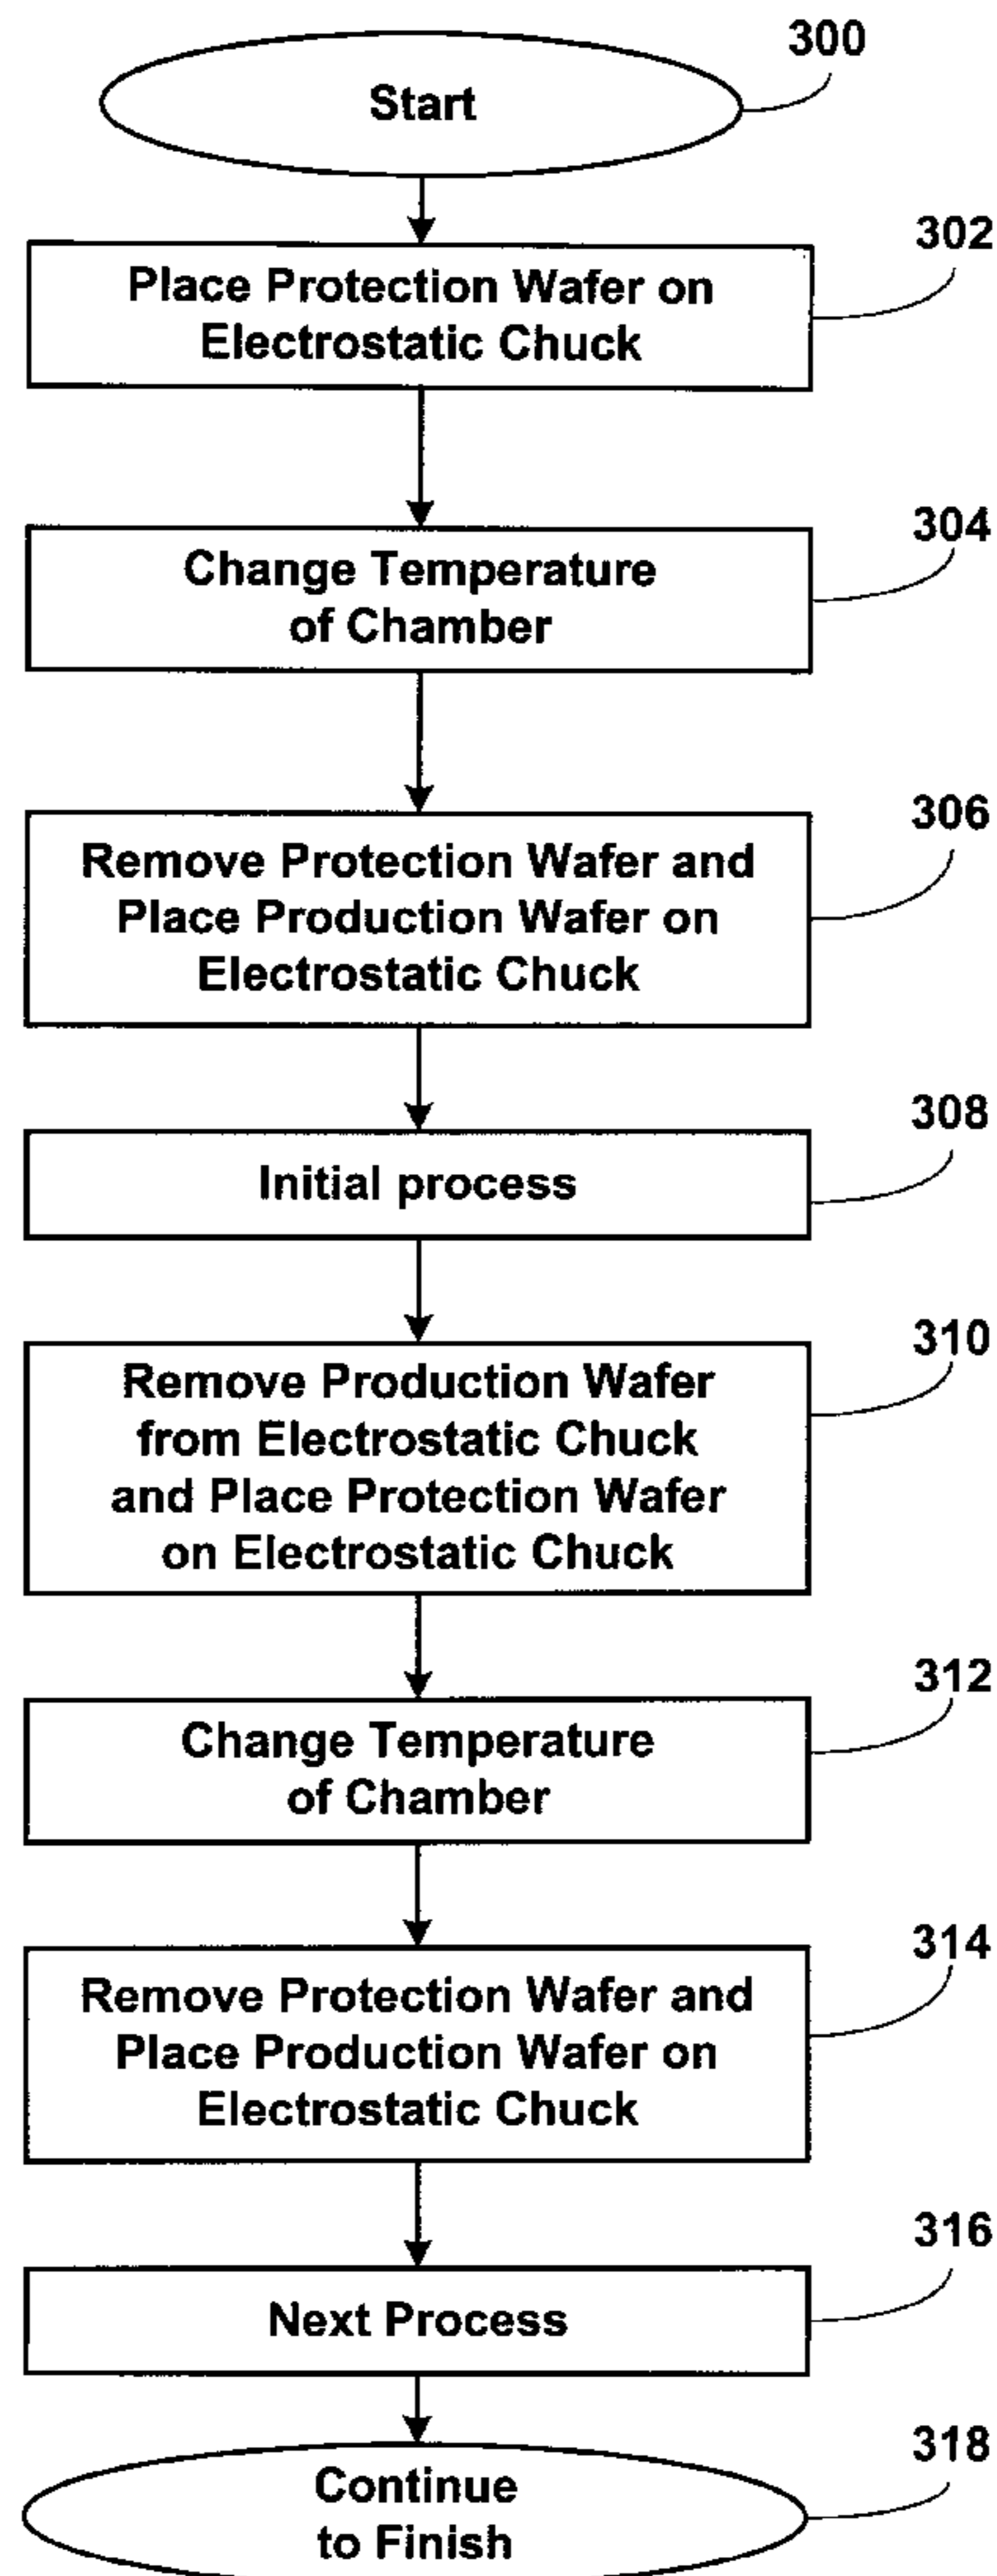 300
Start
302
Place Protection Wafer on
Electrostatic Chuck
304
Change Temperature
of Chamber
306
Remove Protection Wafer and
Place Production Wafer on
Electrostatic Chuck
308
Initial process
310
Remove Production Wafer
from Electrostatic Chuck
and Place Protection Wafer
on Electrostatic Chuck
312
Change Temperature
of Chamber
314
Remove Protection Wafer and
Place Production Wafer on
Electrostatic Chuck
316
Next Process
318
Continue
to Finish